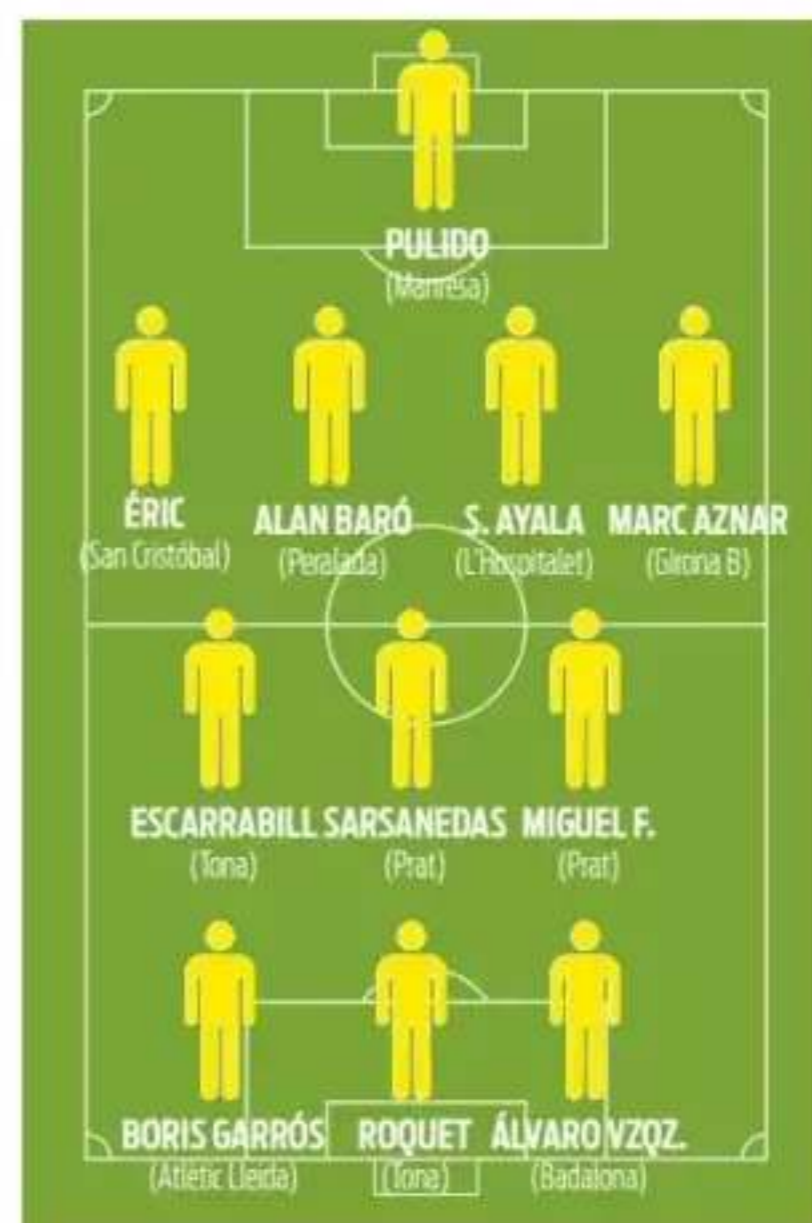 PULIDO
(Manresa)
ÉRIC
(San Cristóbal)
ALAN BARÓ
(Peralada)
S. AYALA
(L'Hospitalet)
MARC AZNAR
(Girona B)
ESCARRABILL
(Tona)
SARSANEDAS
(Prat)
MIGUEL F.
(Prat)
BORIS GARRÓS
(Atlètic Lleida)
ROQUET
(Tona)
ÁLVARO VZQZ.
(Badalona)